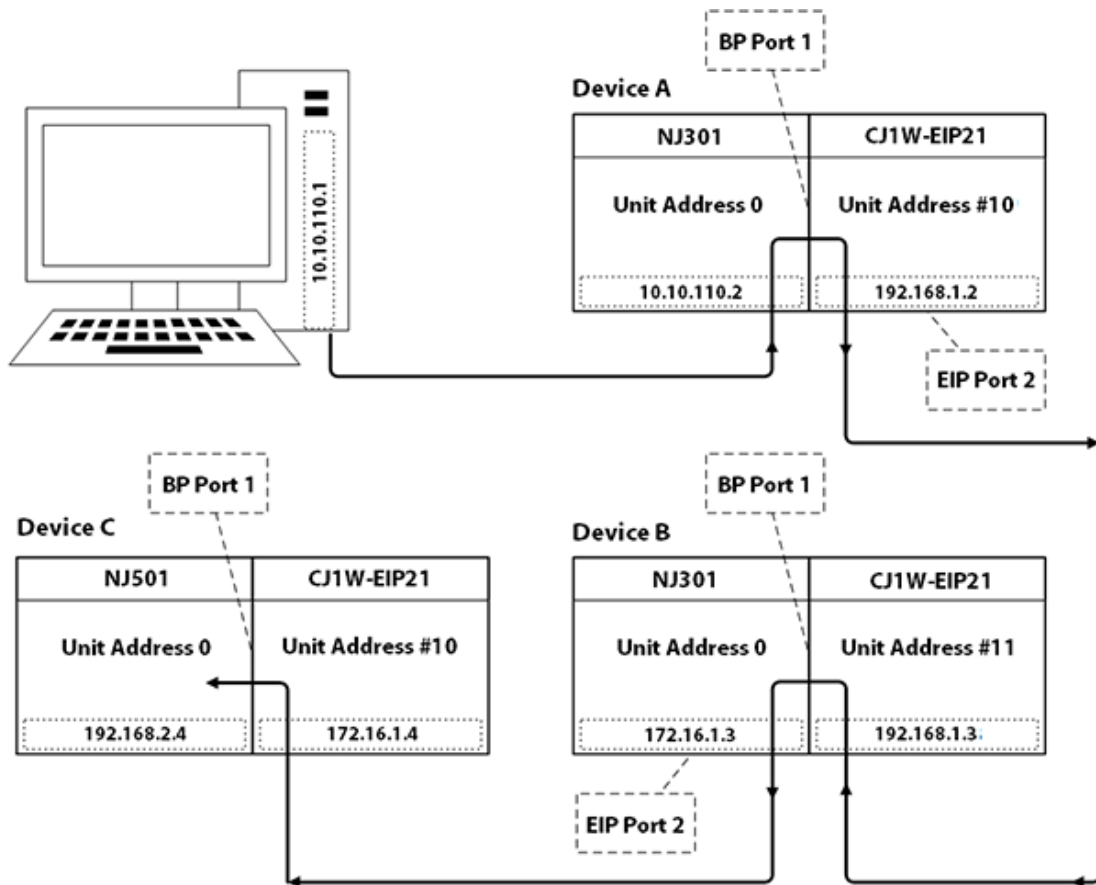 BP Port 1
Device A
NJ301
CJ1W-EIP21
10.10.110.1
Unit Address 0
Unit Address #10
10.10.110.2
192.168.1.2
EIP Port 2
BP Port 1
BP Port 1
Device C
Device B
NJ501
CJ1W-EIP21
NJ301
CJ1W-EIP21
Unit Address 0
Unit Address #10
Unit Address 0
Unit Address #11
192.168.2.4
172.16.1.4
172.16.1.3
192.168.1.3
EIP Port 2